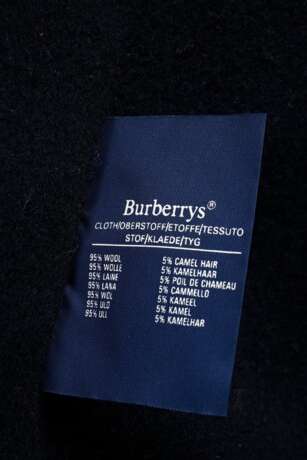 Burberrys®
CLOTH/OBERSTOFF/ETOFFE/TESSUTO
STOF/KLAEDE/TYG
95% WOOL 5% CAMEL HAIR
95% WOLLE 5% KAMELHAAR
95% LAINE 5% POIL DE CHAMEAU
95% LANA 5% CAMMELLO
95% WOL 5% KAMEEL
95% ULD 5% KAMEL
95% ULL 5% KAMELHAR